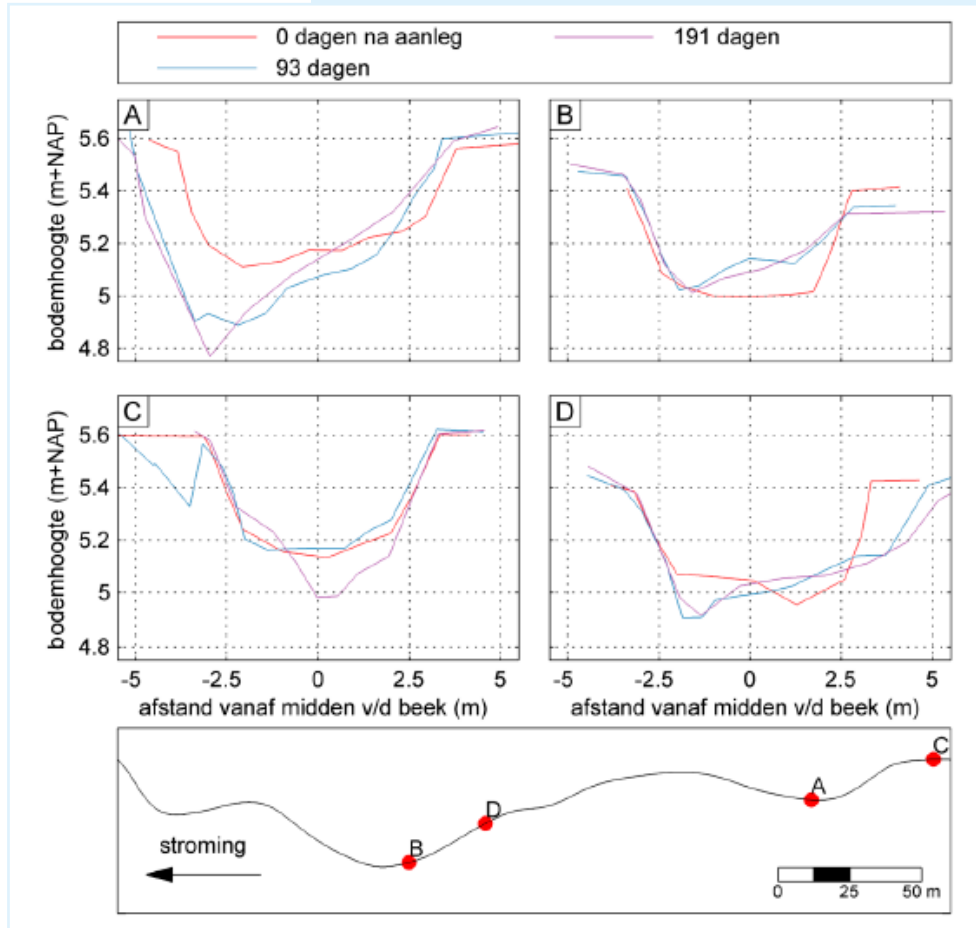 0 dagen na aanleg 191 dagen
93 dagen
A B
5.6
5.4
5.2
5
4.8
bodemhoogte (m+NAP)
C D
5.6
5.4
5.2
5
4.8
bodemhoogte (m+NAP)
-5 -2.5 0 2.5 5 -5 -2.5 0 2.5 5
afstand vanaf midden v/d beek (m) afstand vanaf midden v/d beek (m)
C
A
D
stroming B
0 25 50 m